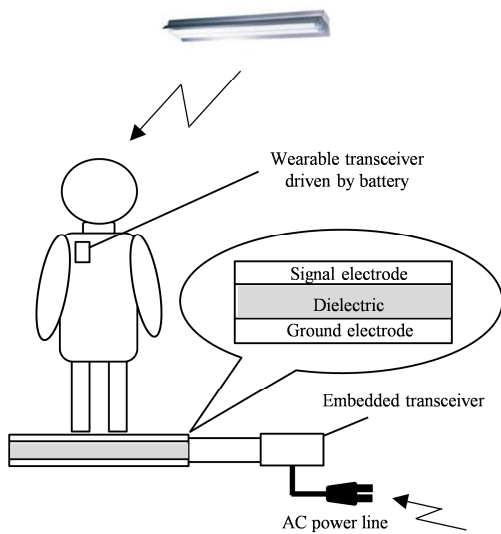 Wearable transceiver
driven by battery
Signal electrode
Dielectric
Ground electrode
Embedded transceiver
AC power line